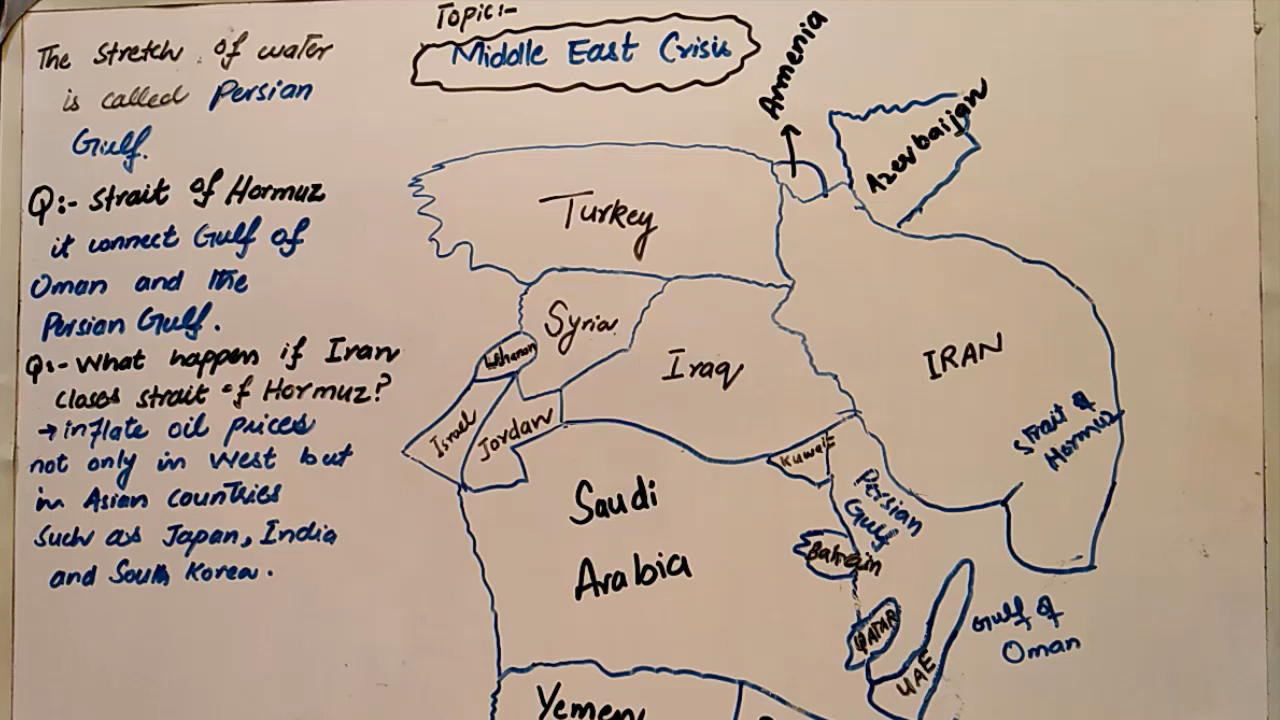 Topic:-
Middle East Crisis
The stretch of water
is called Persian
Gulf.
Q:- Strait of Hormuz
it connect Gulf of
Oman and the
Persian Gulf.
Q:- What happen if Iran
closes strait of Hormuz?
→ inflate oil prices
not only in west but
in Asian countries
such as Japan, India
and South Korea.
Armenia
Azerbaijan
Turkey
Syria
Lebanon
Iraq
IRAN
Israel
Jordan
Kuwait
Strait of
Hormuz
Saudi
Arabia
Persian
Gulf
Bahrain
QATAR
UAE
Gulf of
Oman
Yemen